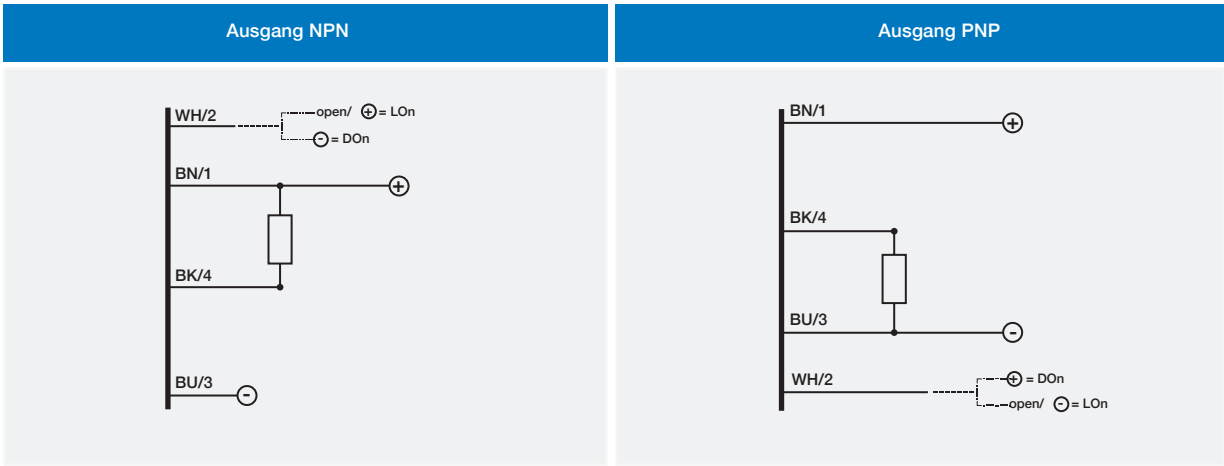 Ausgang NPN
WH/2
open/ ⊕ = LOn
⊖ = DOn
BN/1
⊕
BK/4
BU/3
⊖
Ausgang PNP
BN/1
⊕
BK/4
BU/3
⊖
WH/2
⊕ = DOn
open/ ⊖ = LOn